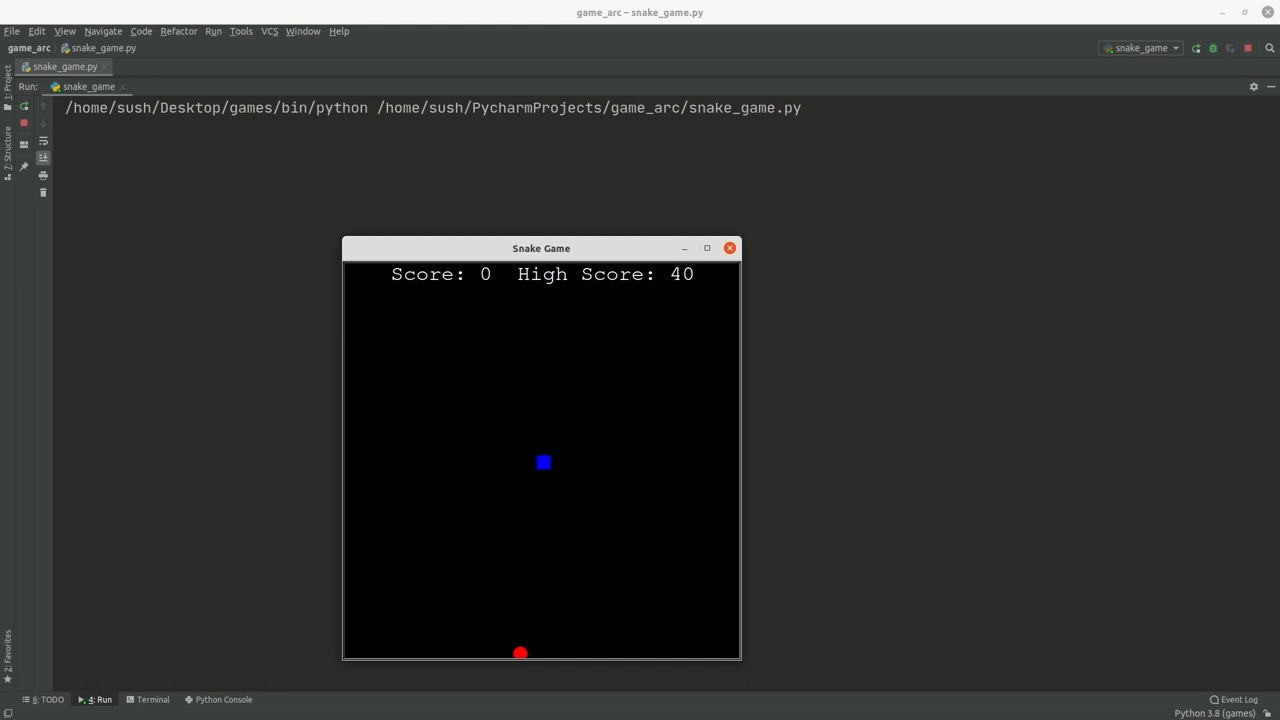 game_arc – snake_game.py
File Edit View Navigate Code Refactor Run Tools VCS Window Help
game_arc snake_game.py snake_game
snake_game.py
Run: snake_game
/home/sush/Desktop/games/bin/python /home/sush/PycharmProjects/game_arc/snake_game.py
1: Project
7: Structure
Snake Game
Score: 0 High Score: 40
2: Favorites
6: TODO 4: Run Terminal Python Console Event Log
Python 3.8 (games)